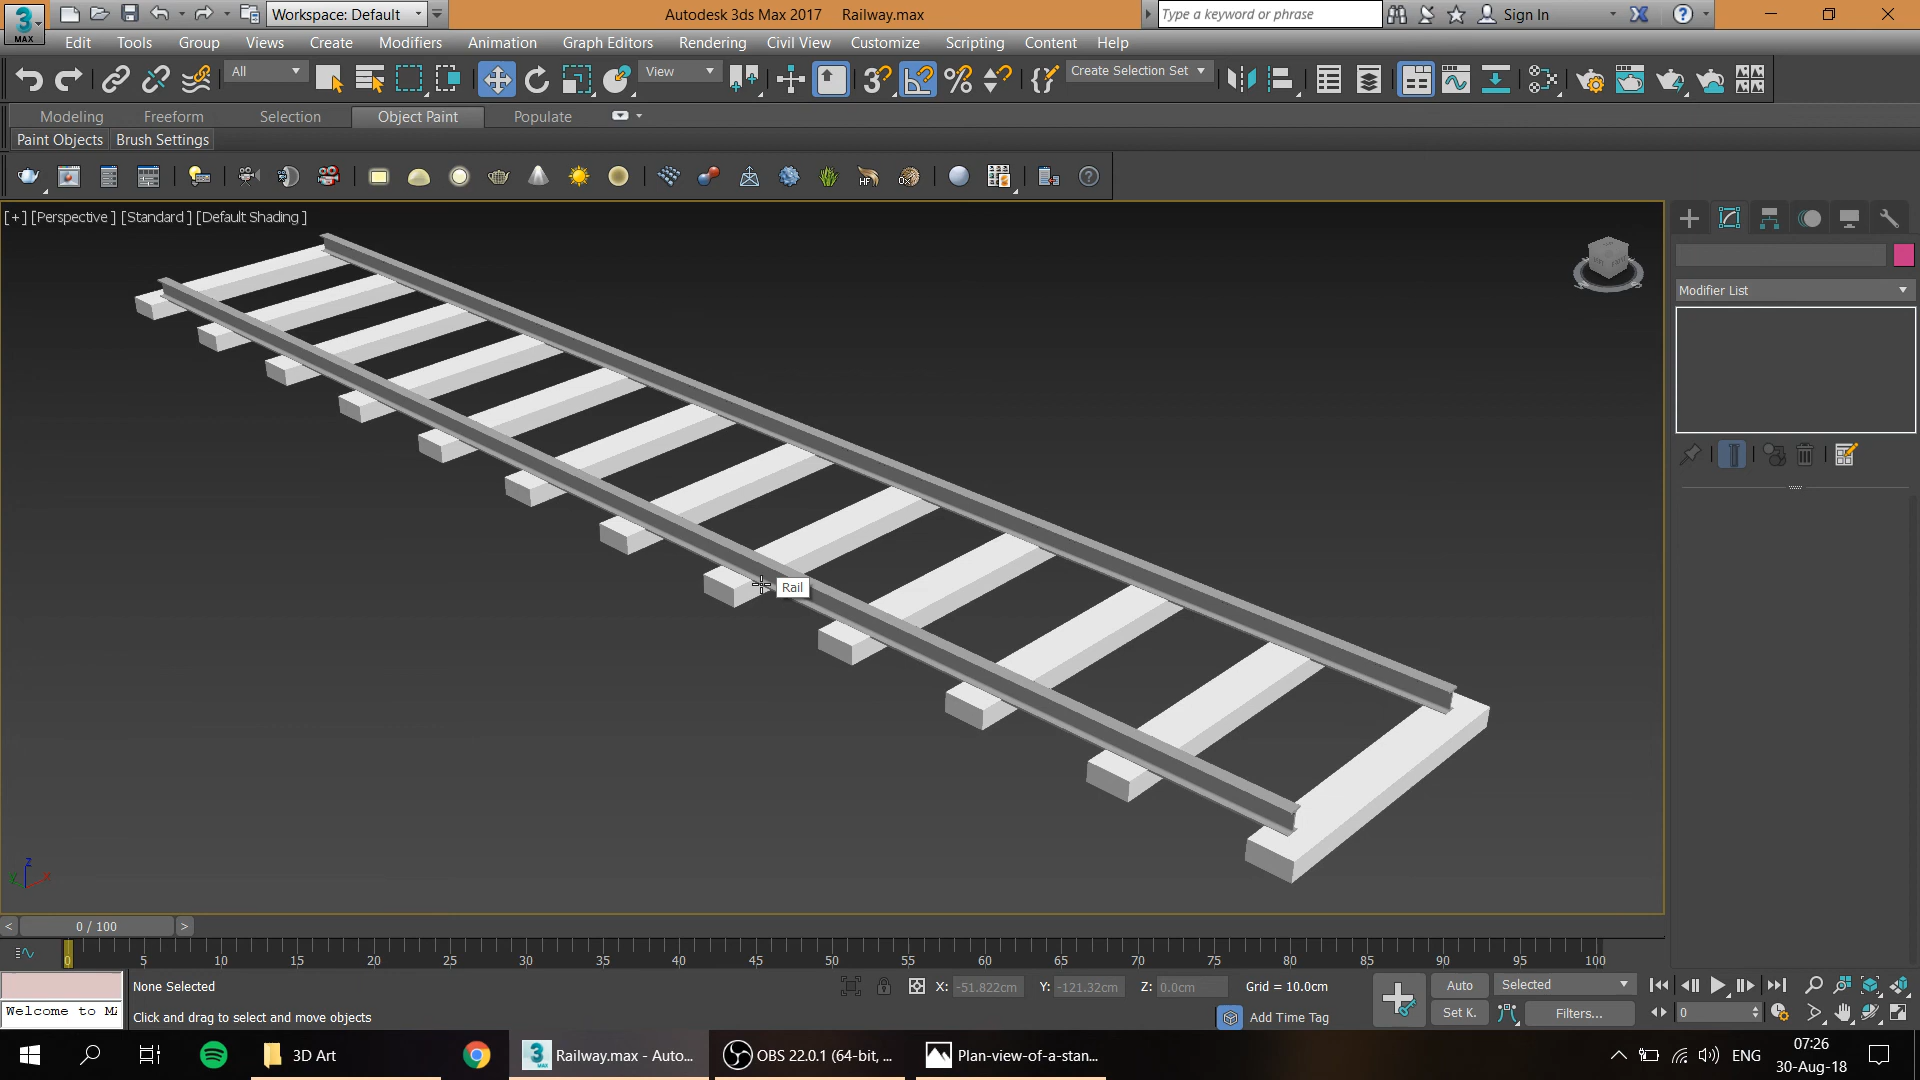 3 MAX
Workspace: Default
Autodesk 3ds Max 2017 Railway.max
Type a keyword or phrase
Sign In
Edit Tools Group Views Create Modifiers Animation Graph Editors Rendering Civil View Customize Scripting Content Help
All
View
Create Selection Set
Modeling Freeform Selection Object Paint Populate
Paint Objects Brush Settings
[+] [Perspective ] [Standard ] [Default Shading ]
Modifier List
Rail
z
y x
< 0 / 100 >
0 5 10 15 20 25 30 35 40 45 50 55 60 65 70 75 80 85 90 95 100
None Selected
X: -51.822cm Y: -121.32cm Z: 0.0cm Grid = 10.0cm
Auto Selected
Welcome to MA
Click and drag to select and move objects
Add Time Tag
Set K. Filters...
0
3D Art
Railway.max - Auto...
OBS 22.0.1 (64-bit, ...
Plan-view-of-a-stan...
ENG
07:26
30-Aug-18